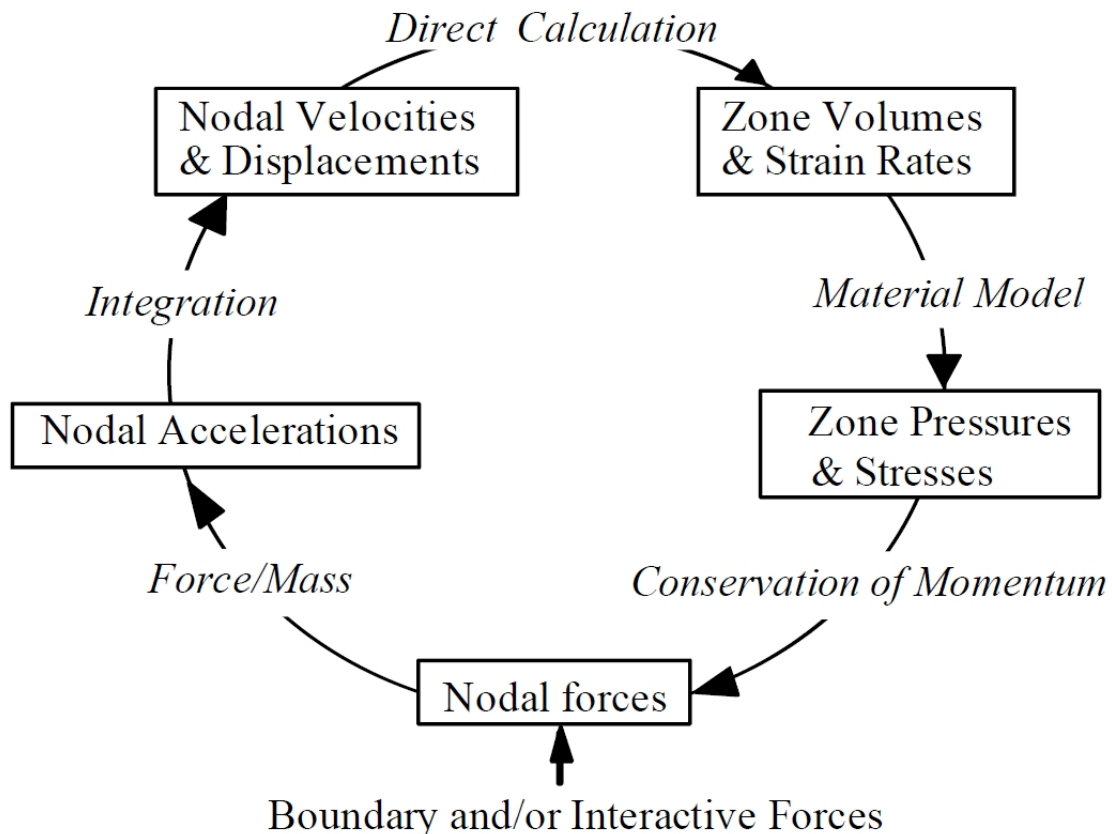 Direct Calculation
Nodal Velocities
& Displacements
Zone Volumes
& Strain Rates
Integration
Material Model
Nodal Accelerations
Zone Pressures
& Stresses
Force/Mass
Conservation of Momentum
Nodal forces
Boundary and/or Interactive Forces